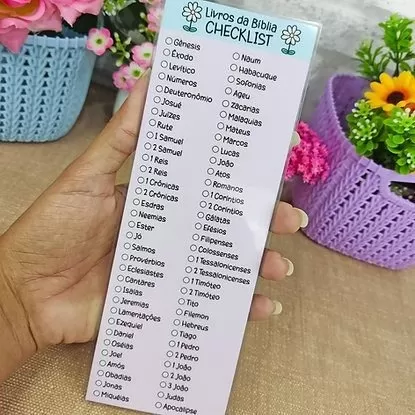 Livros da Bíblia
CHECKLIST
Gênesis
Êxodo
Levítico
Números
Deuteronômio
Josué
Juízes
Rute
1 Samuel
2 Samuel
1 Reis
2 Reis
1 Crônicas
2 Crônicas
Esdras
Neemias
Ester
Jó
Salmos
Provérbios
Eclesiastes
Cantares
Isaías
Jeremias
Lamentações
Ezequiel
Daniel
Oséias
Joel
Amós
Obadias
Jonas
Miquéias
Naum
Habacuque
Sofonias
Ageu
Zacarias
Malaquias
Mateus
Marcos
Lucas
João
Atos
Romanos
1 Coríntios
2 Coríntios
Gálatas
Efésios
Filipenses
Colossenses
1 Tessalonicenses
2 Tessalonicenses
1 Timóteo
2 Timóteo
Tito
Filemon
Hebreus
Tiago
1 Pedro
2 Pedro
1 João
2 João
3 João
Judas
Apocalipse